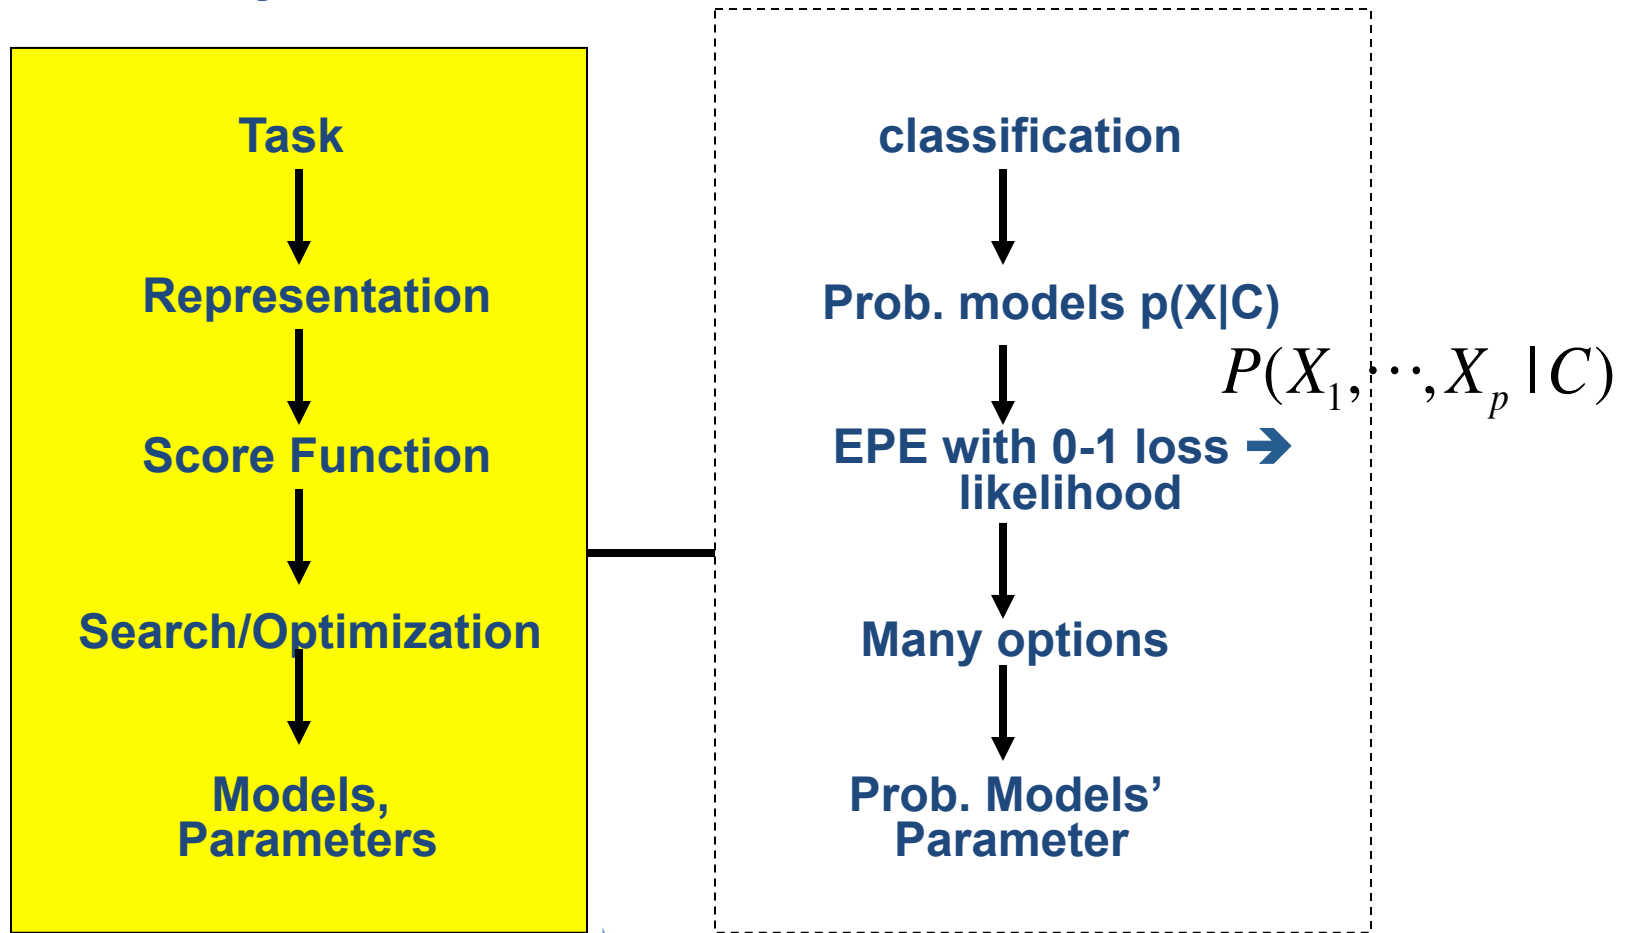 Task
Representation
Score Function
Search/Optimization
Models,
Parameters
classification
Prob. models p(X|C)
P(X₁,⋯,Xₚ | C)
EPE with 0-1 loss ➔
likelihood
Many options
Prob. Models’
Parameter